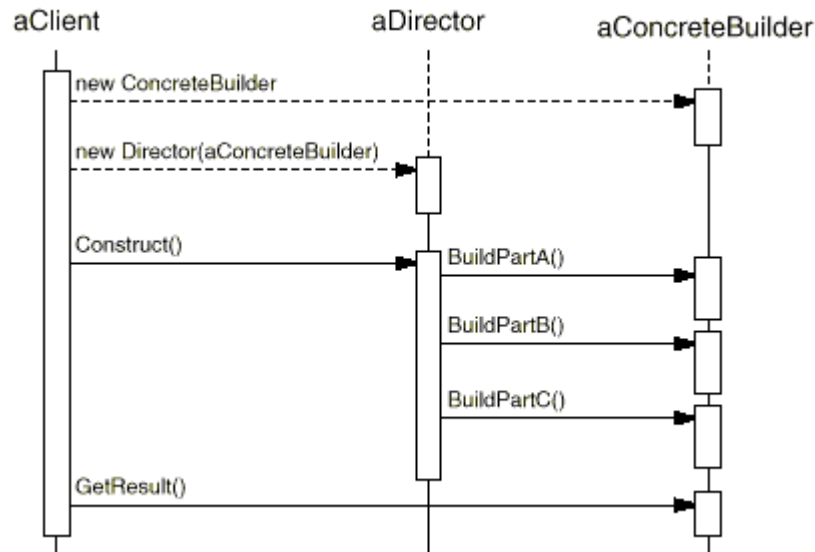 aClient
aDirector
aConcreteBuilder
new ConcreteBuilder
new Director(aConcreteBuilder)
Construct()
BuildPartA()
BuildPartB()
BuildPartC()
GetResult()